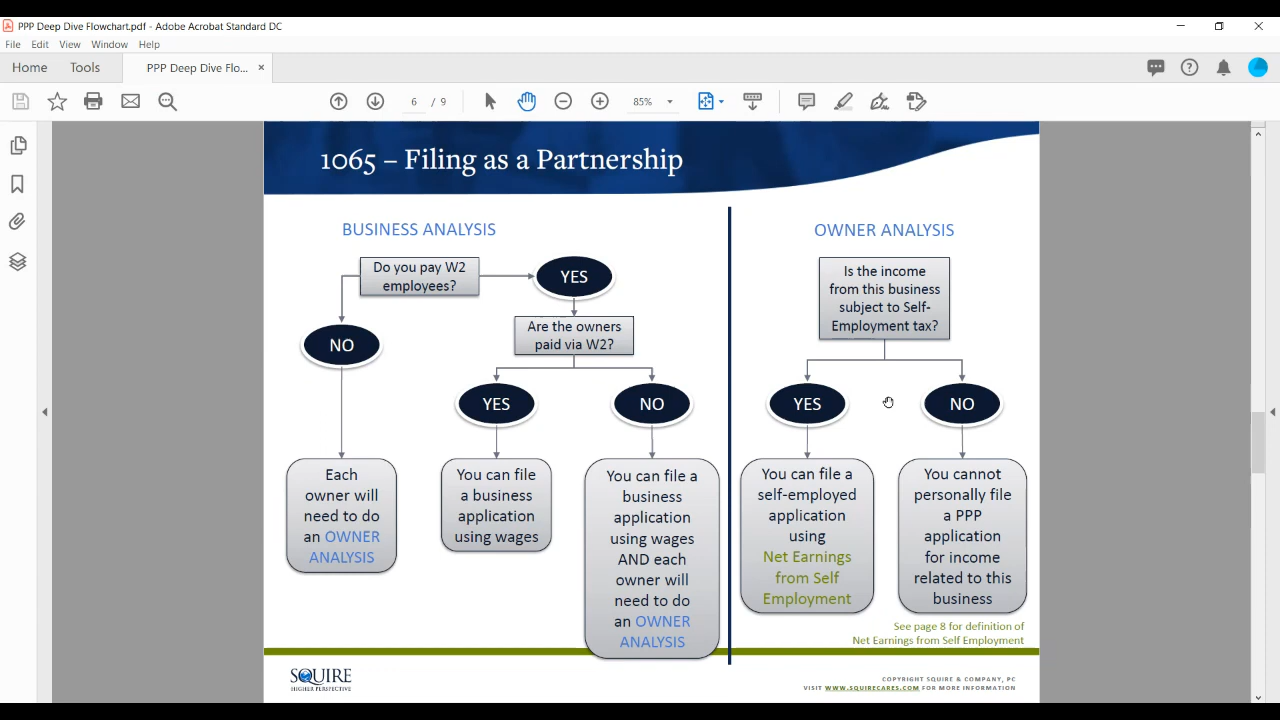 PPP Deep Dive Flowchart.pdf - Adobe Acrobat Standard DC
File Edit View Window Help
Home Tools PPP Deep Dive Flo... ×
6 / 9 85%
1065 – Filing as a Partnership
BUSINESS ANALYSIS
Do you pay W2
employees?
YES
NO
Are the owners
paid via W2?
YES
NO
Each
owner will
need to do
an OWNER
ANALYSIS
You can file
a business
application
using wages
You can file a
business
application
using wages
AND each
owner will
need to do
an OWNER
ANALYSIS
OWNER ANALYSIS
Is the income
from this business
subject to Self-
Employment tax?
YES
NO
You can file a
self-employed
application
using
Net Earnings
from Self
Employment
You cannot
personally file
a PPP
application
for income
related to this
business
See page 8 for definition of
Net Earnings from Self Employment
SQUIRE
HIGHER PERSPECTIVE
COPYRIGHT SQUIRE & COMPANY, PC
VISIT WWW.SQUIRECARES.COM FOR MORE INFORMATION